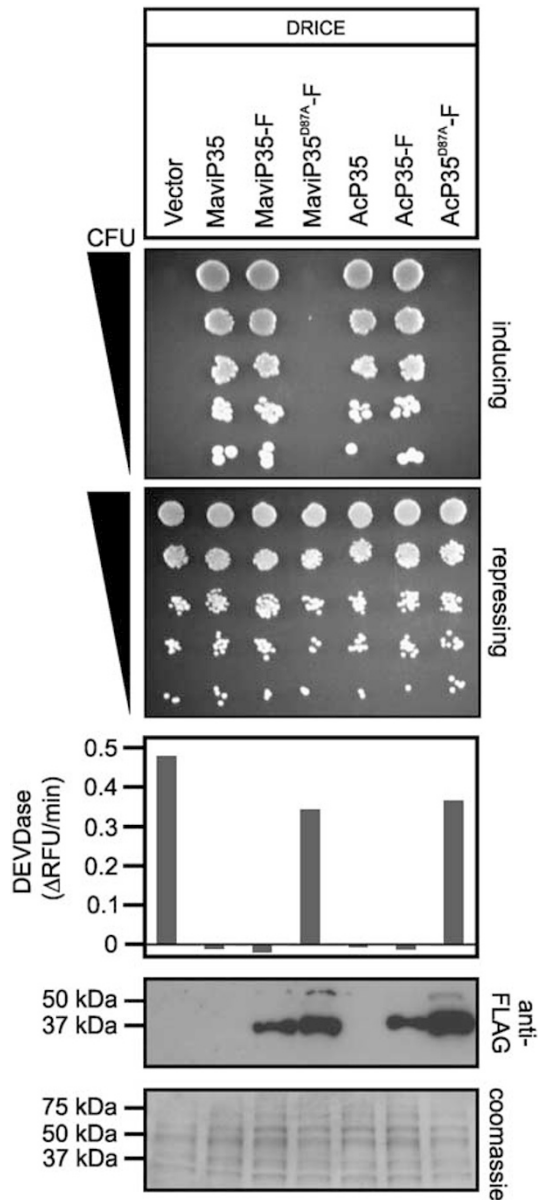 DRICE
Vector
MaviP35
MaviP35-F
MaviP35D87A-F
AcP35
AcP35-F
AcP35D87A-F
CFU
inducing
repressing
DEVDase
(ΔRFU/min)
0.5
0.4
0.3
0.2
0.1
0
50 kDa
37 kDa
anti-
FLAG
75 kDa
50 kDa
37 kDa
coomassie